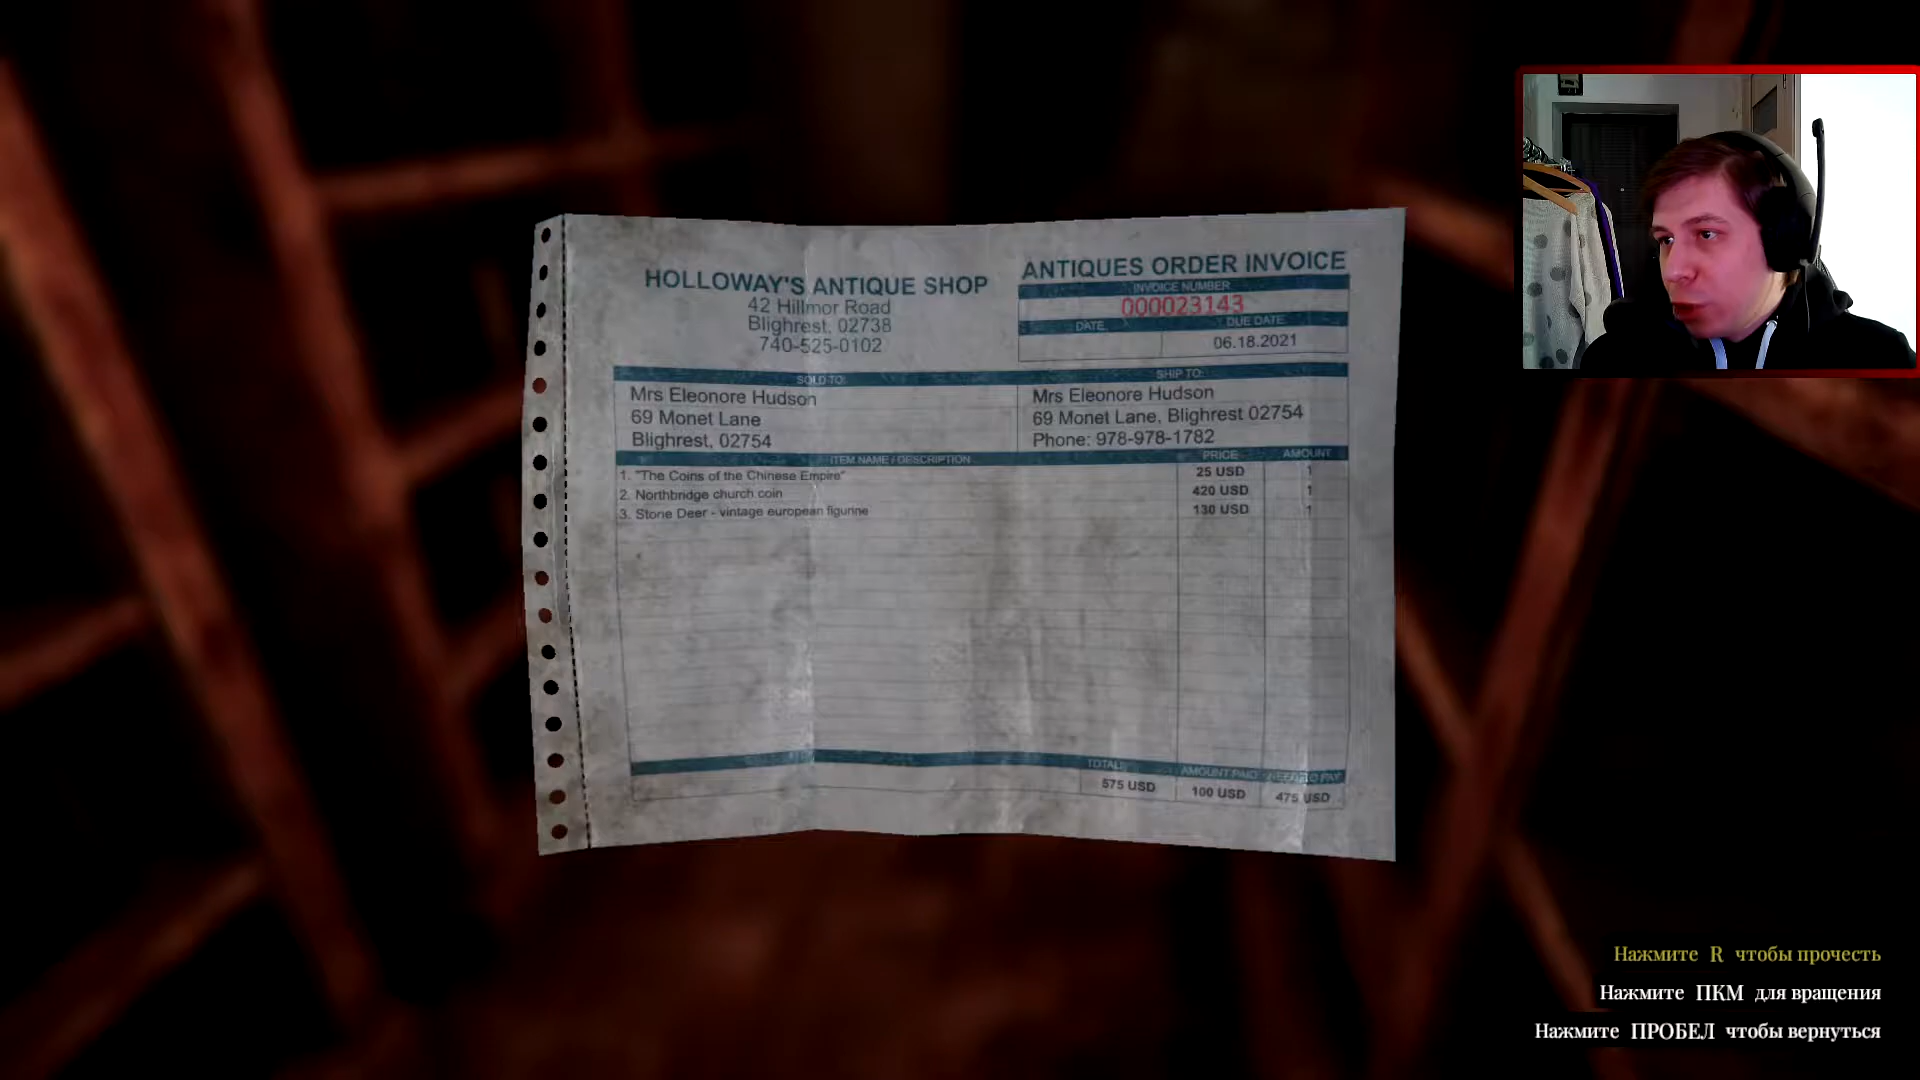 HOLLOWAY'S ANTIQUE SHOP
42 Hillmor Road
Blighrest, 02738
740-525-0102
ANTIQUES ORDER INVOICE
INVOICE NUMBER
000023143
DATE
DUE DATE
06.18.2021
SOLD TO:
Mrs Eleonore Hudson
69 Monet Lane
Blighrest, 02754
SHIP TO:
Mrs Eleonore Hudson
69 Monet Lane, Blighrest 02754
Phone: 978-978-1782
ITEM NAME / DESCRIPTION PRICE AMOUNT
1. "The Coins of the Chinese Empire" 25 USD 1
2. Northbridge church coin 420 USD 1
3. Stone Deer - vintage european figurine 130 USD 1
TOTAL: AMOUNT PAID NEED TO PAY
575 USD 100 USD 475 USD
Нажмите R чтобы прочесть
Нажмите ПКМ для вращения
Нажмите ПРОБЕЛ чтобы вернуться